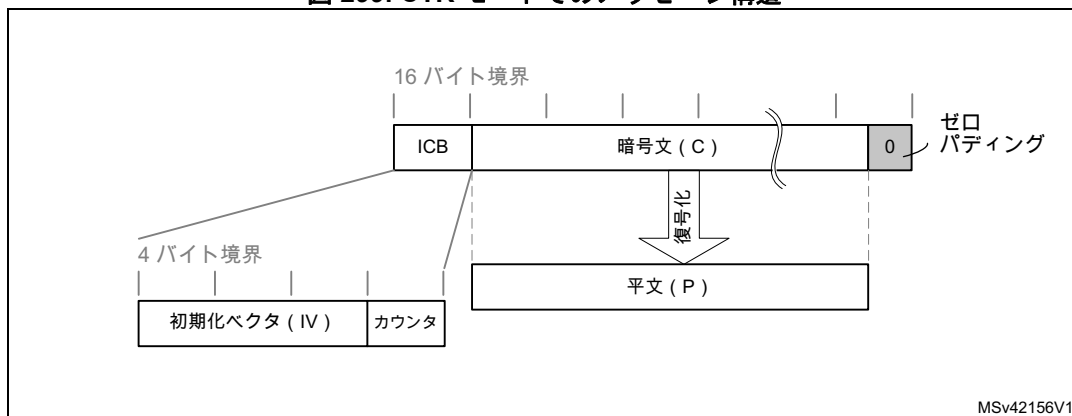 16 バイト境界
ICB
暗号文 ( C )
0
ゼロ
パディング
復号化
4 バイト境界
平文 ( P )
初期化ベクタ ( IV )
カウンタ
MSv42156V1